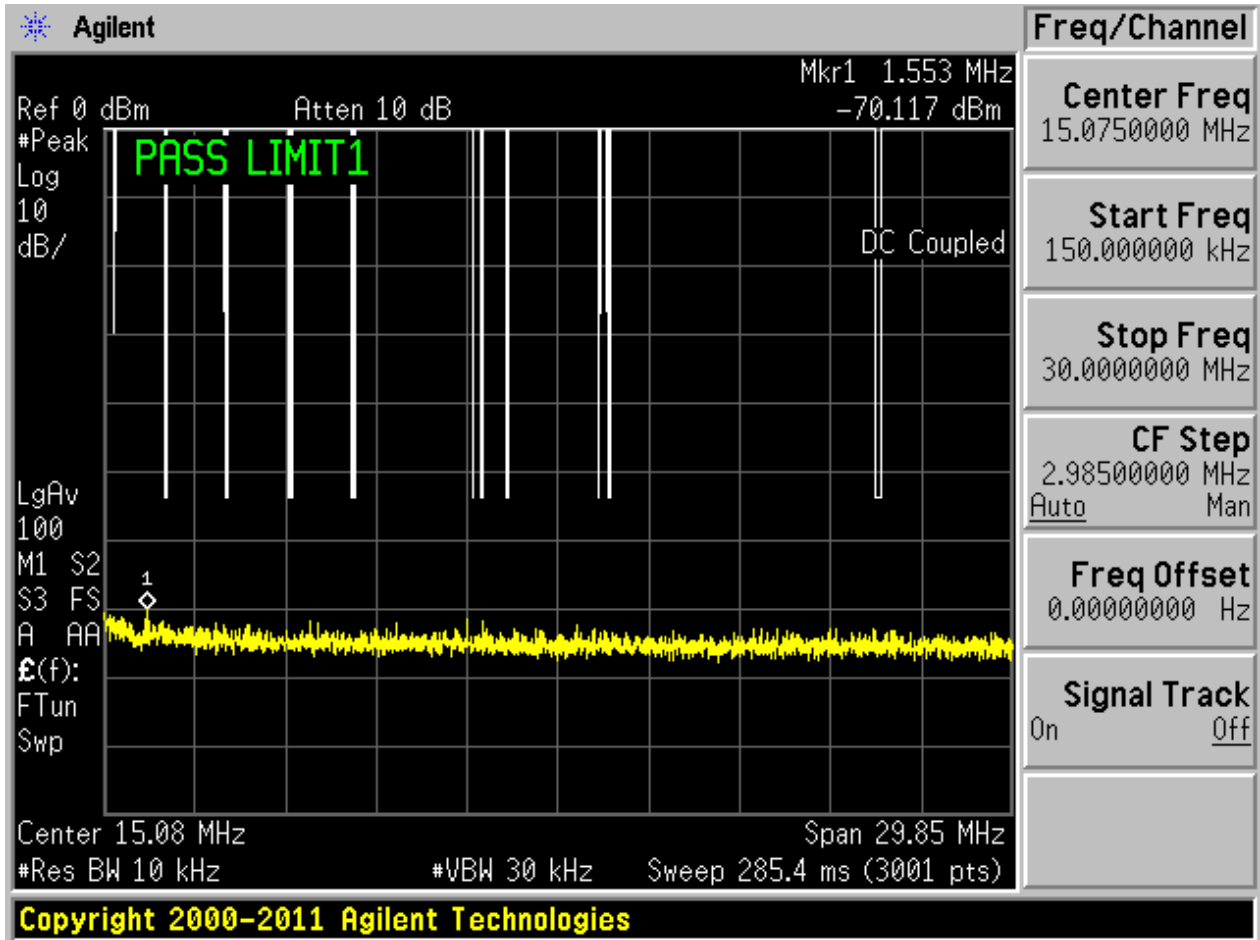 Agilent
Freq/Channel
Mkr1 1.553 MHz
Ref 0 dBm Atten 10 dB -70.117 dBm
#Peak
Log
10
dB/
PASS LIMIT1
DC Coupled
LgAv
100
M1 S2
S3 FS
A AA
£(f):
FTun
Swp
1
Center 15.08 MHz Span 29.85 MHz
#Res BW 10 kHz #VBW 30 kHz Sweep 285.4 ms (3001 pts)
Copyright 2000-2011 Agilent Technologies
Center Freq
15.0750000 MHz
Start Freq
150.000000 kHz
Stop Freq
30.0000000 MHz
CF Step
2.98500000 MHz
Auto Man
Freq Offset
0.00000000 Hz
Signal Track
On Off